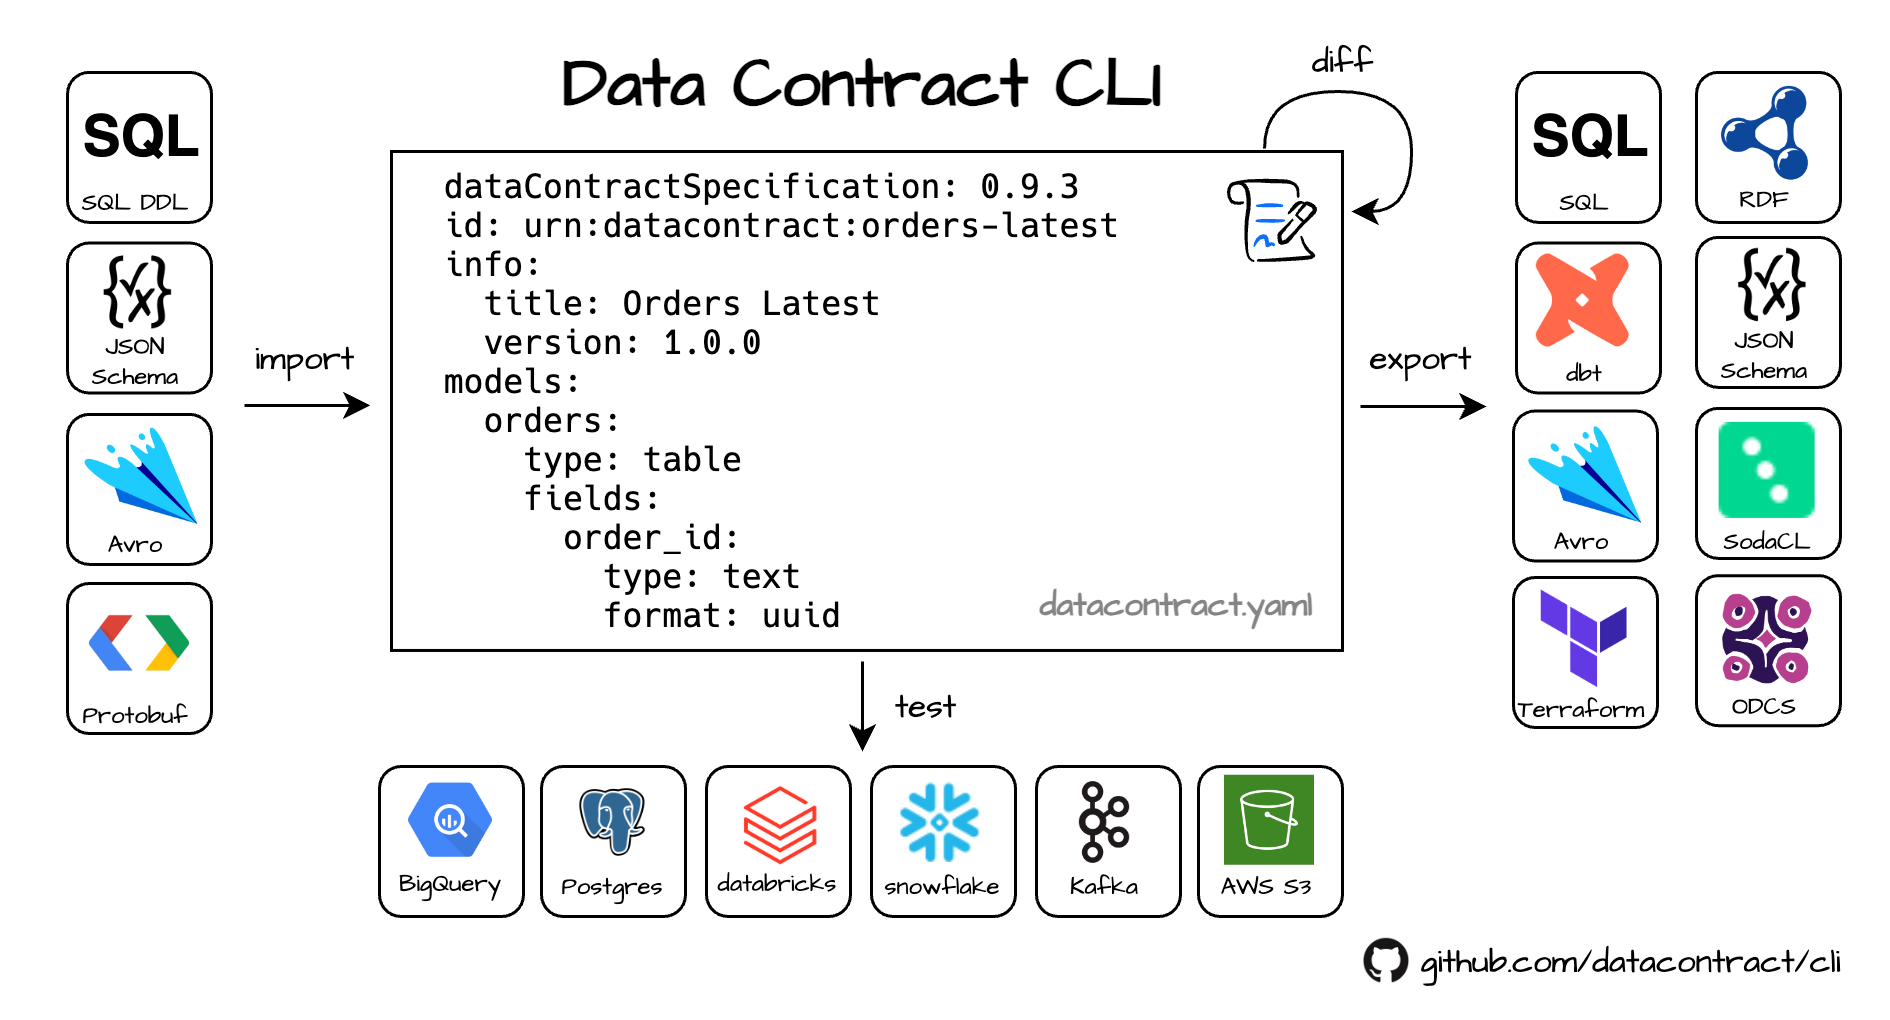 Data Contract CLI
diff
SQL
SQL DDL
JSON
Schema
Avro
Protobuf
import
dataContractSpecification: 0.9.3
id: urn:datacontract:orders-latest
info:
  title: Orders Latest
  version: 1.0.0
models:
  orders:
    type: table
    fields:
      order_id:
        type: text
        format: uuid
datacontract.yaml
export
SQL
SQL
RDF
dbt
JSON
Schema
Avro
SodaCL
Terraform
ODCS
test
BigQuery
Postgres
databricks
snowflake
Kafka
AWS S3
github.com/datacontract/cli